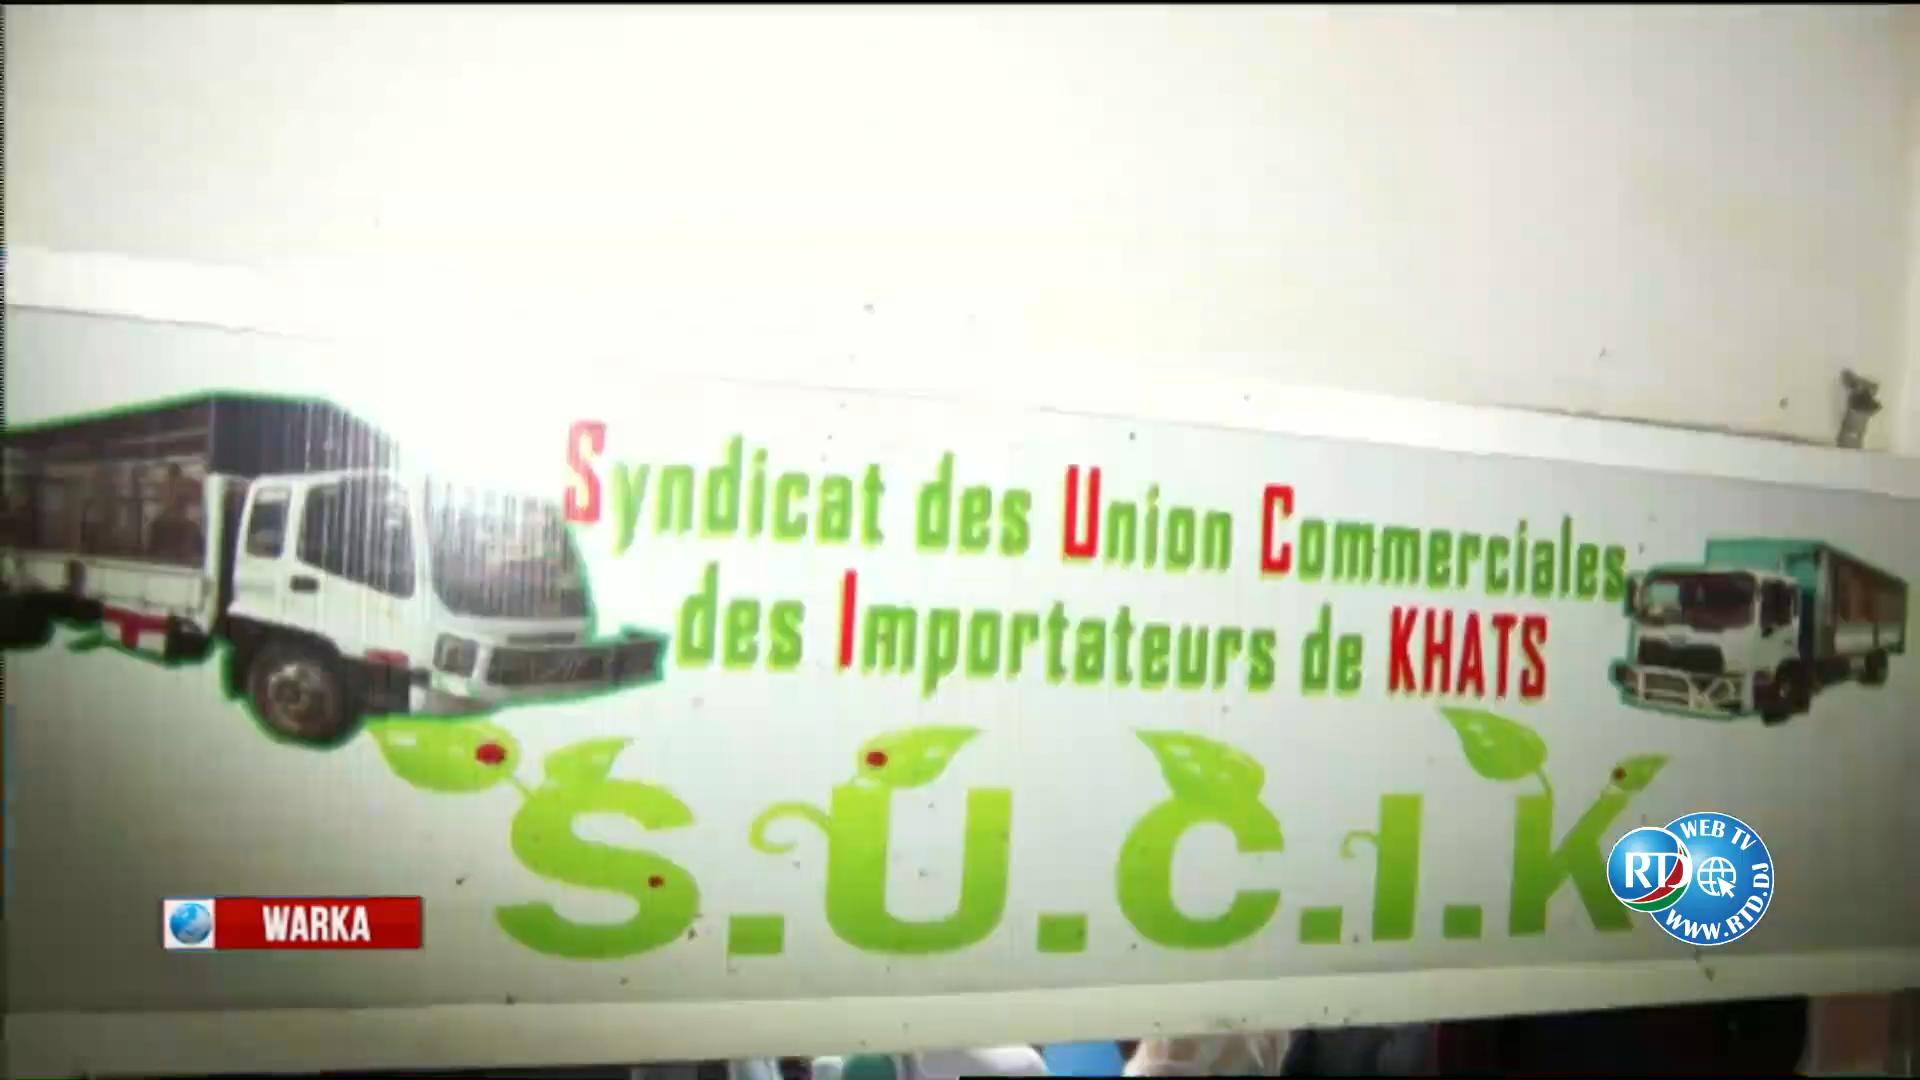 Syndicat des Union Commerciales
des Importateurs de KHATS
S.U.C.I.K
WARKA
RTD
WEB TV
WWW.RTD.DJ